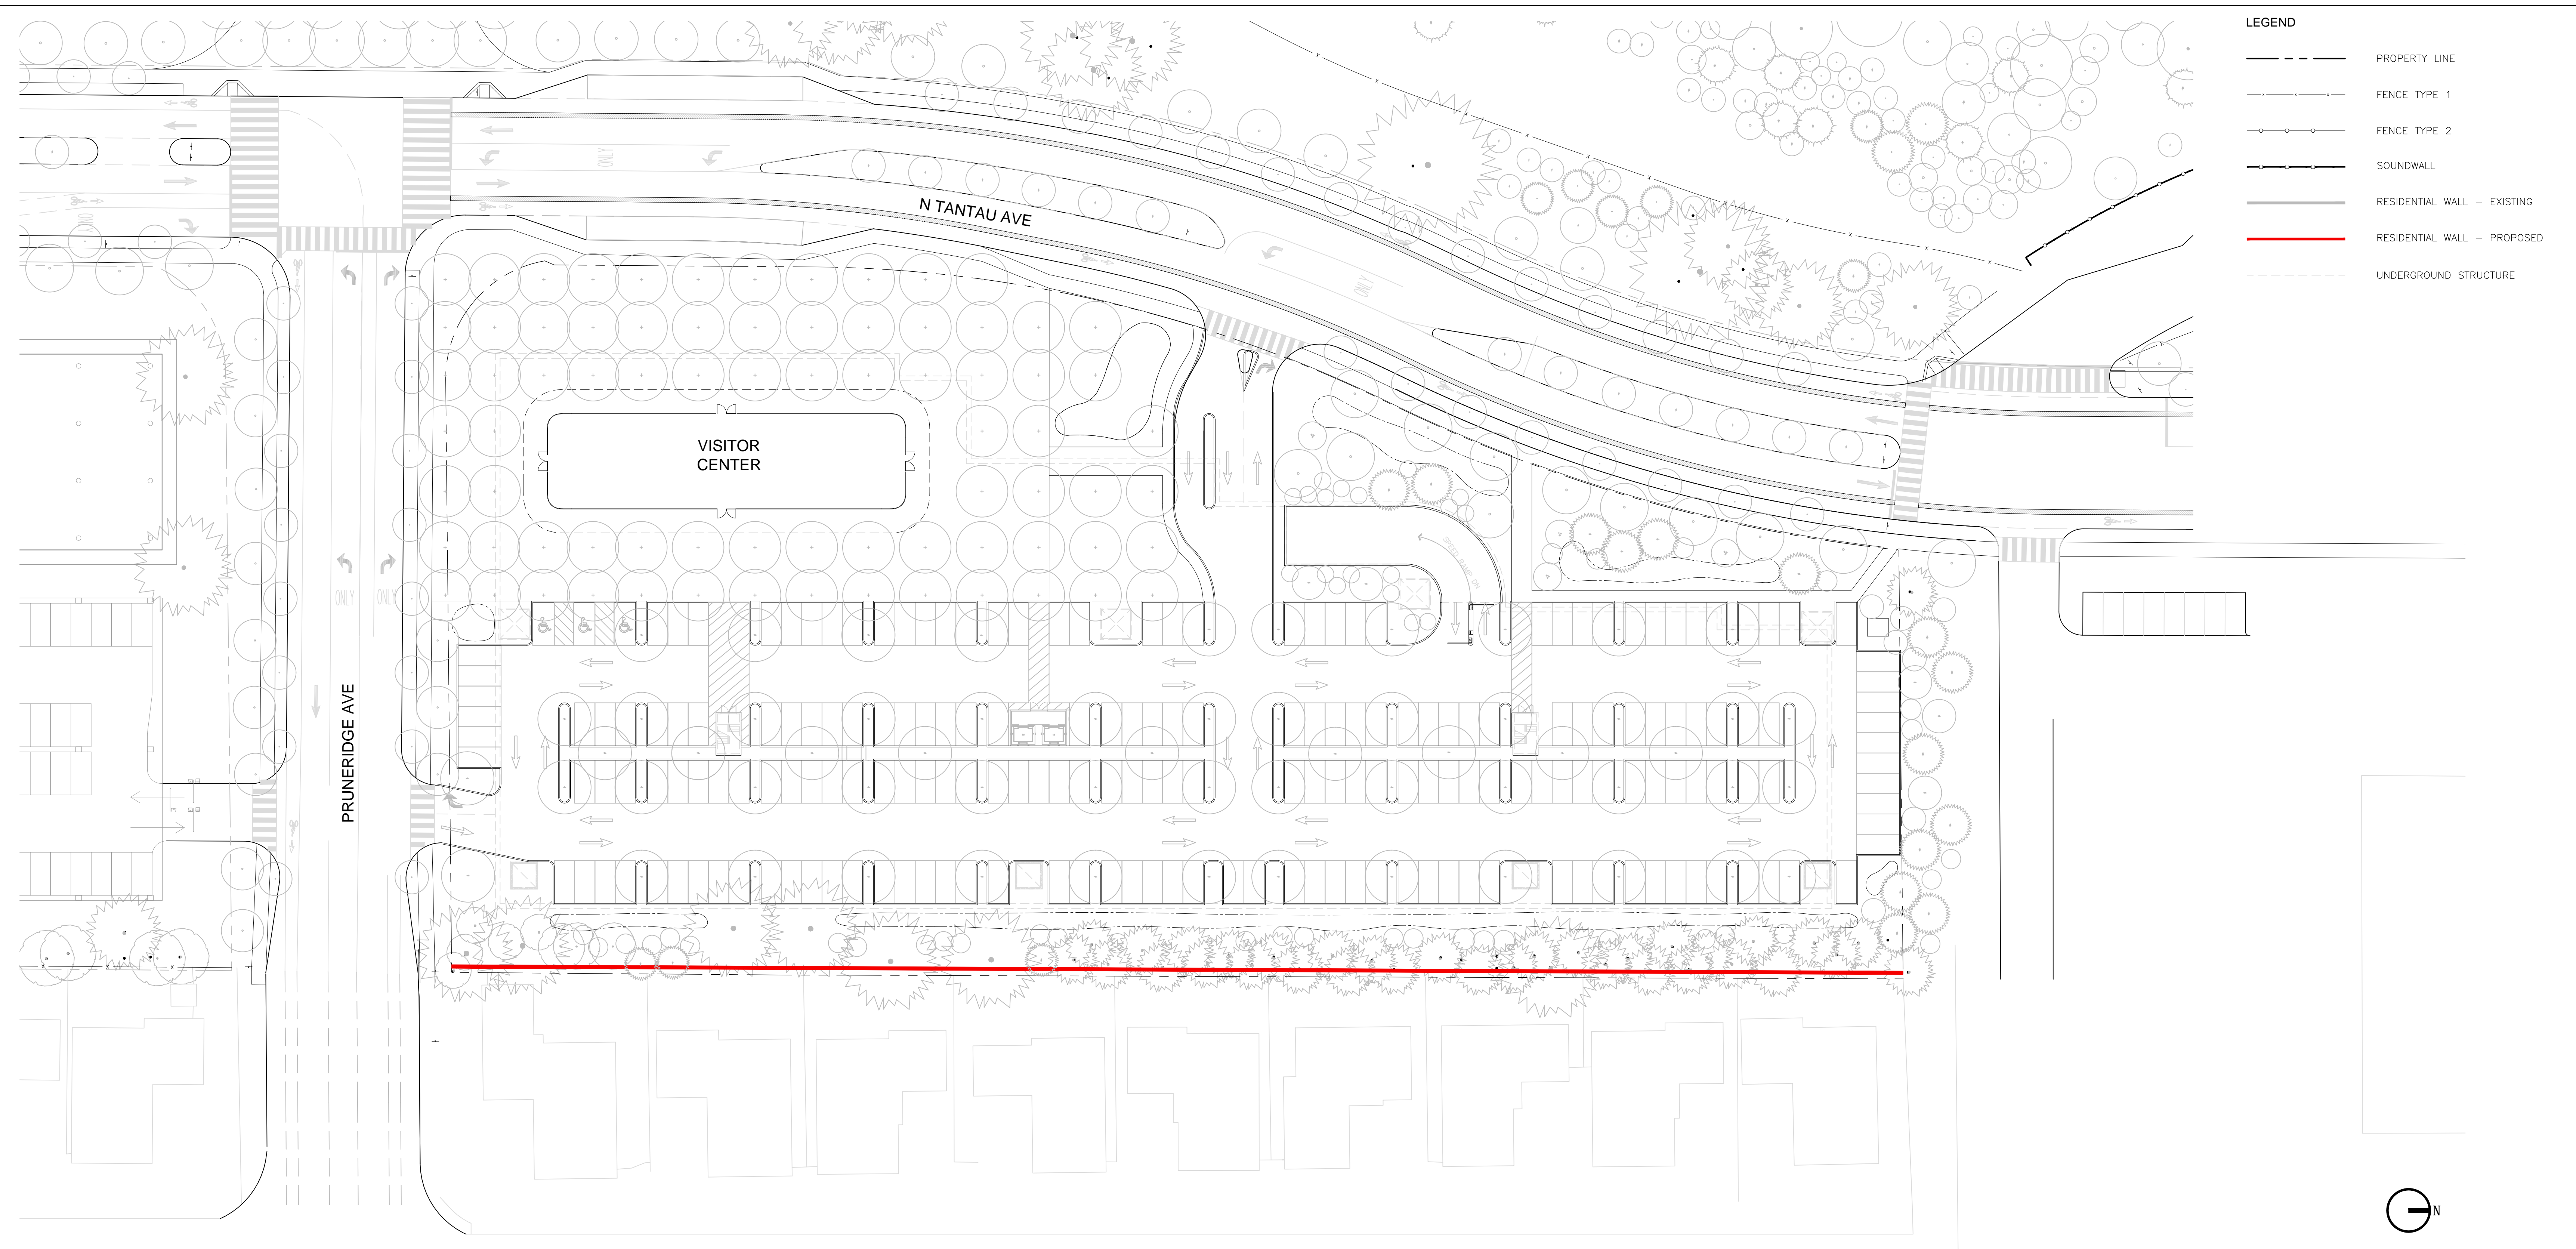 LEGEND
PROPERTY LINE
FENCE TYPE 1
FENCE TYPE 2
SOUNDWALL
RESIDENTIAL WALL – EXISTING
RESIDENTIAL WALL – PROPOSED
UNDERGROUND STRUCTURE
ONLY
N TANTAU AVE
ONLY
ONLY
VISITOR
CENTER
ONLY
ONLY
PRUNERIDGE AVE
N